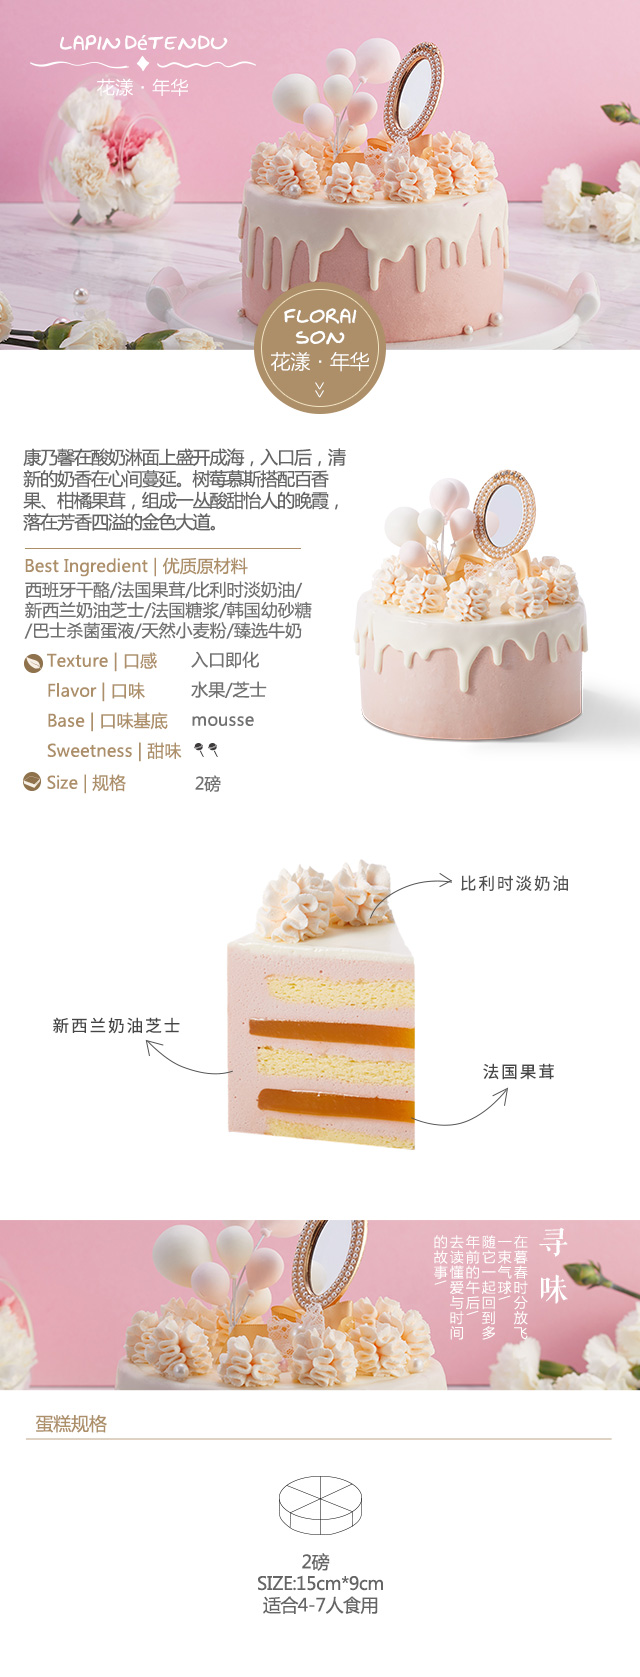 LAPIN DéTENDU
花漾·年华
FLORAI
SON
花漾·年华
康乃馨在酸奶淋面上盛开成海，入口后，清
新的奶香在心间蔓延。树莓慕斯搭配百香
果、柑橘果茸，组成一丛酸甜怡人的晚霞，
落在芳香四溢的金色大道。
Best Ingredient | 优质原材料
西班牙干酪/法国果茸/比利时淡奶油/
新西兰奶油芝士/法国糖浆/韩国幼砂糖
/巴士杀菌蛋液/天然小麦粉/臻选牛奶
Texture | 口感 入口即化
Flavor | 口味 水果/芝士
Base | 口味基底 mousse
Sweetness | 甜味
Size | 规格 2磅
比利时淡奶油
新西兰奶油芝士
法国果茸
寻味
在暮春时分放飞
一束气球/
随它一起回到多
年前的午后/
去读懂爱与时间
的故事/
蛋糕规格
2磅
SIZE:15cm*9cm
适合4-7人食用